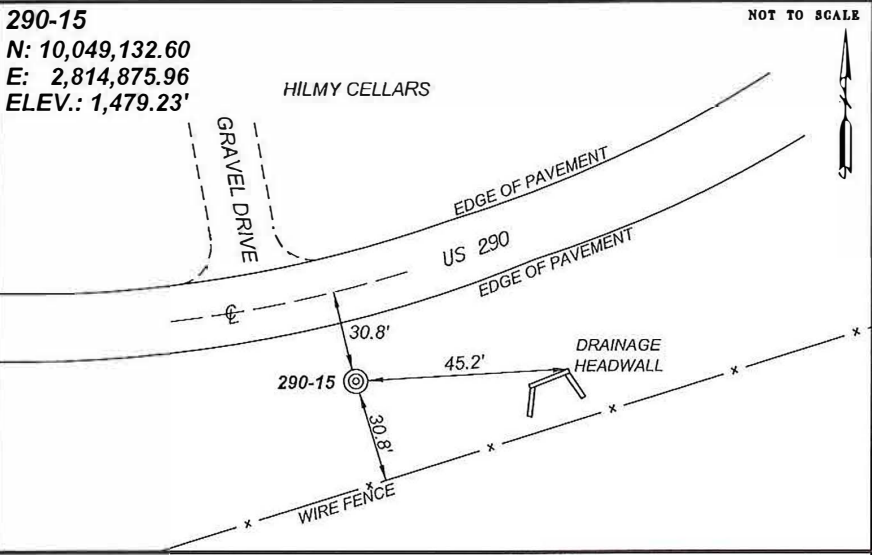 290-15
N: 10,049,132.60
E: 2,814,875.96
ELEV.: 1,479.23'
NOT TO SCALE
N
HILMY CELLARS
GRAVEL DRIVE
EDGE OF PAVEMENT
US 290
EDGE OF PAVEMENT
℄
30.8'
DRAINAGE
HEADWALL
45.2'
290-15
30.8'
WIRE FENCE